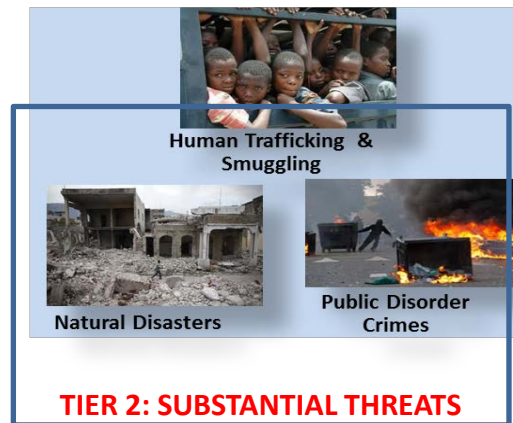 Human Trafficking &
Smuggling
Natural Disasters
Public Disorder
Crimes
TIER 2: SUBSTANTIAL THREATS